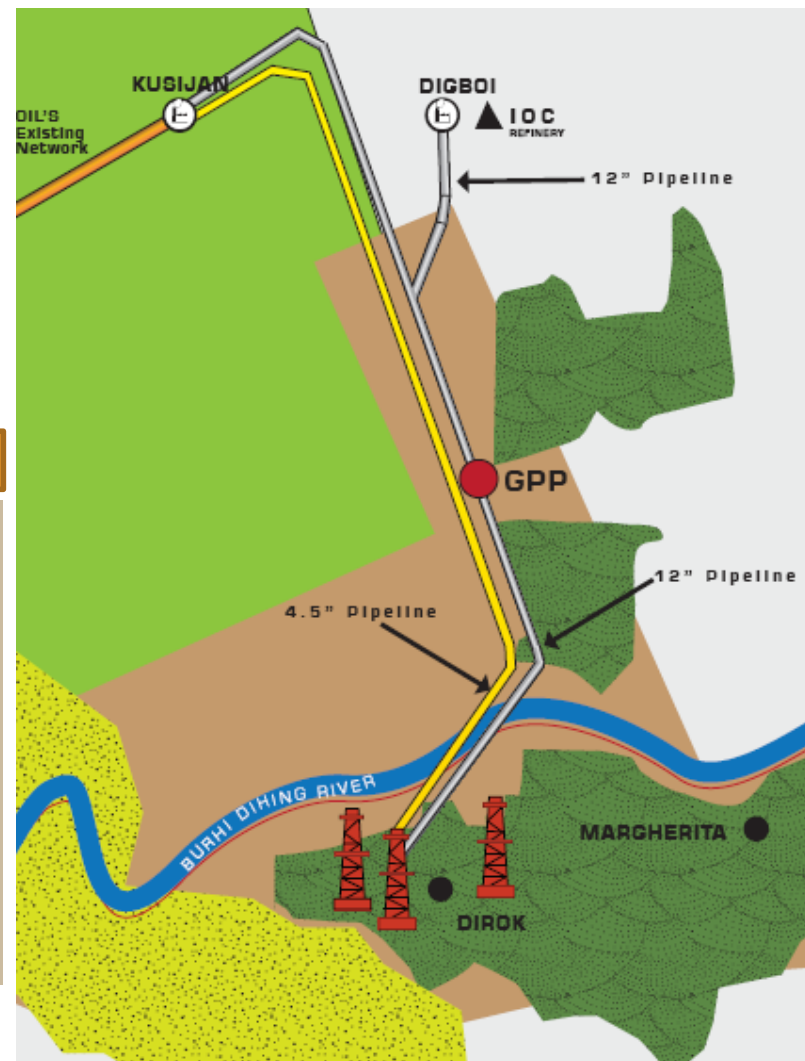 KUSIJAN
DIGBOI
OIL'S
Existing
Network
IOC
REFINERY
12" Pipeline
GPP
12" Pipeline
4.5" Pipeline
BURHI DIHING RIVER
MARGHERITA
DIROK